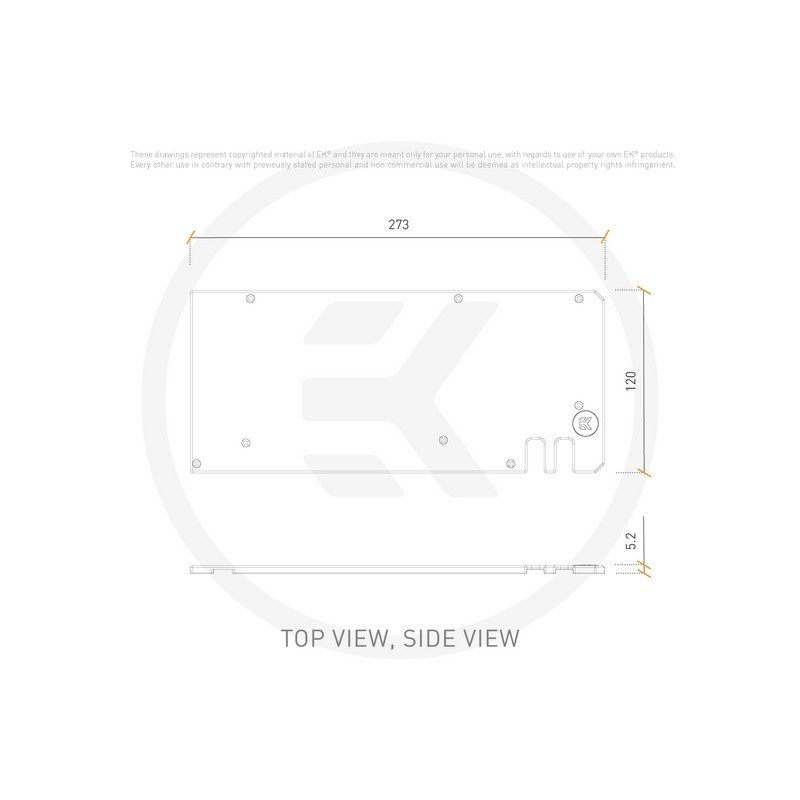 These drawings represent copyrighted material of EK® and they are meant only for your personal use, with regards to use of your own EK® products.
Every other use in contrary with previously stated personal and non commercial use will be deemed as intellectual property rights infringement.
273
120
5.2
TOP VIEW, SIDE VIEW